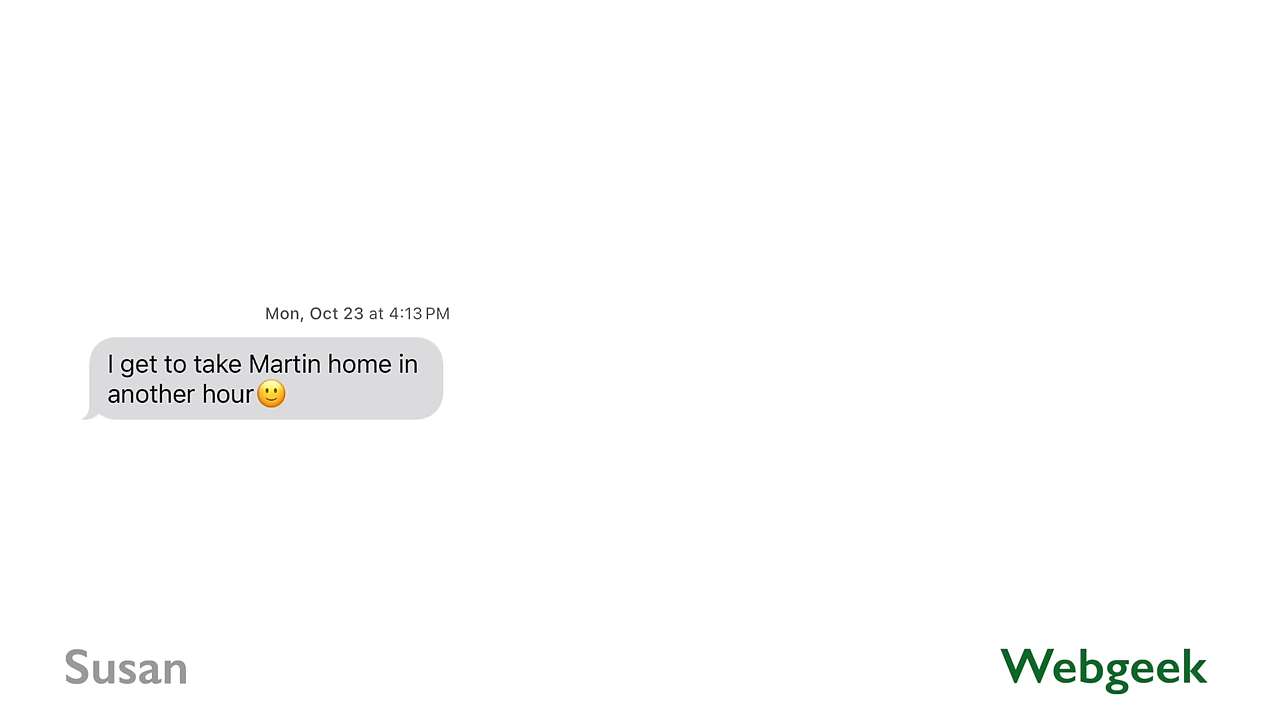 Mon, Oct 23 at 4:13 PM
I get to take Martin home in
another hour🙂
Susan
Webgeek